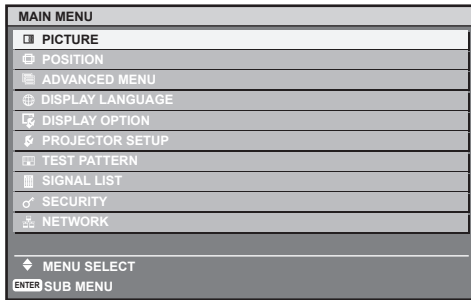 MAIN MENU
PICTURE
POSITION
ADVANCED MENU
DISPLAY LANGUAGE
DISPLAY OPTION
PROJECTOR SETUP
TEST PATTERN
SIGNAL LIST
SECURITY
NETWORK
MENU SELECT
ENTER SUB MENU